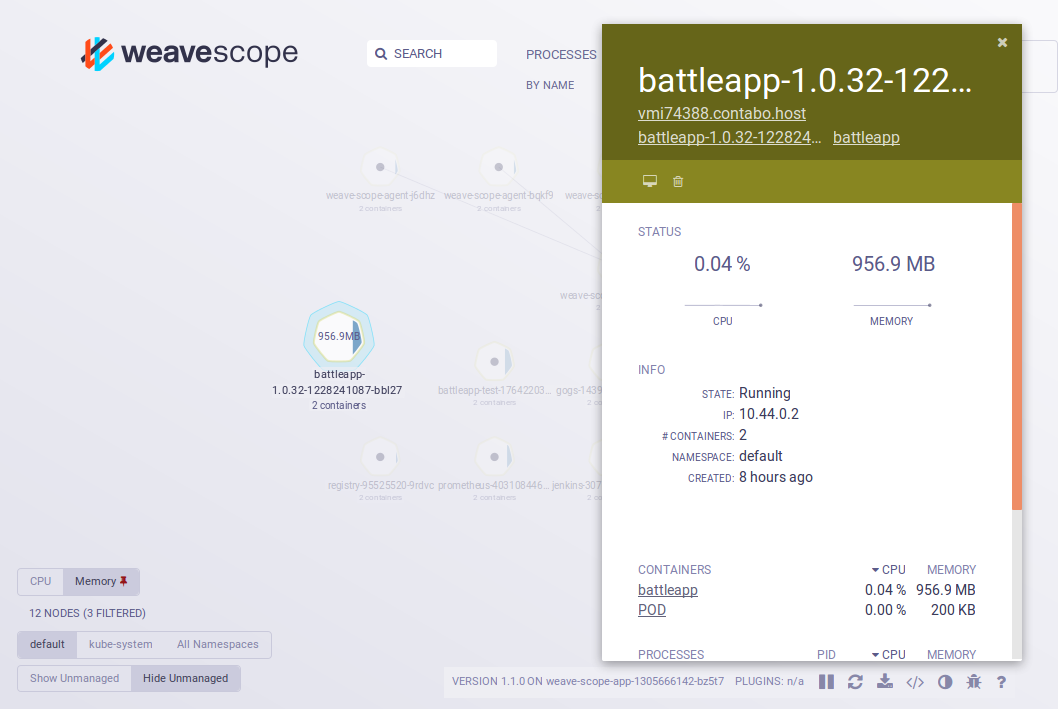 weavescope
SEARCH
PROCESSES
BY NAME
weave-scope-agent-j6dhz
2 containers
weave-scope-agent-bqkf9
3 containers
weave-sc
2
weave-sco
2
956.9MB
battleapp-
1.0.32-1228241087-bbl27
2 containers
battleapp-test-17642203...
2 containers
gogs-1439
2 co
registry-95525520-9rdvc
2 containers
prometheus-403108446...
2 containers
jenkins-307
2 co
CPU
Memory
12 NODES (3 FILTERED)
default
kube-system
All Namespaces
Show Unmanaged
Hide Unmanaged
battleapp-1.0.32-122...
vmi74388.contabo.host
battleapp-1.0.32-122824... battleapp
STATUS
0.04 %
956.9 MB
CPU
MEMORY
INFO
STATE: Running
IP: 10.44.0.2
# CONTAINERS: 2
NAMESPACE: default
CREATED: 8 hours ago
CONTAINERS CPU MEMORY
battleapp 0.04 % 956.9 MB
POD 0.00 % 200 KB
PROCESSES PID CPU MEMORY
VERSION 1.1.0 ON weave-scope-app-1305666142-bz5t7 PLUGINS: n/a